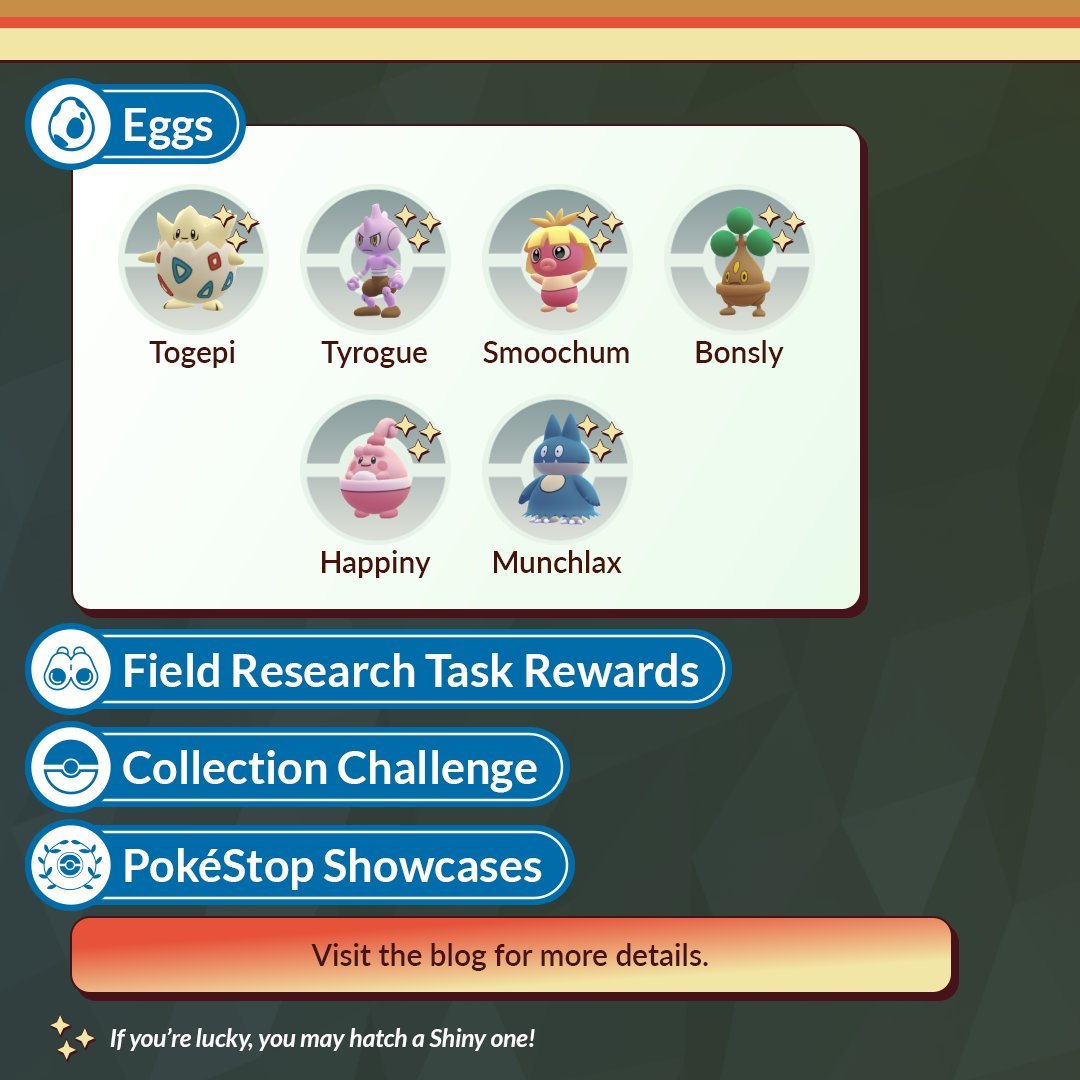 Eggs
Togepi
Tyrogue
Smoochum
Bonsly
Happiny
Munchlax
Field Research Task Rewards
Collection Challenge
PokéStop Showcases
Visit the blog for more details.
If you’re lucky, you may hatch a Shiny one!